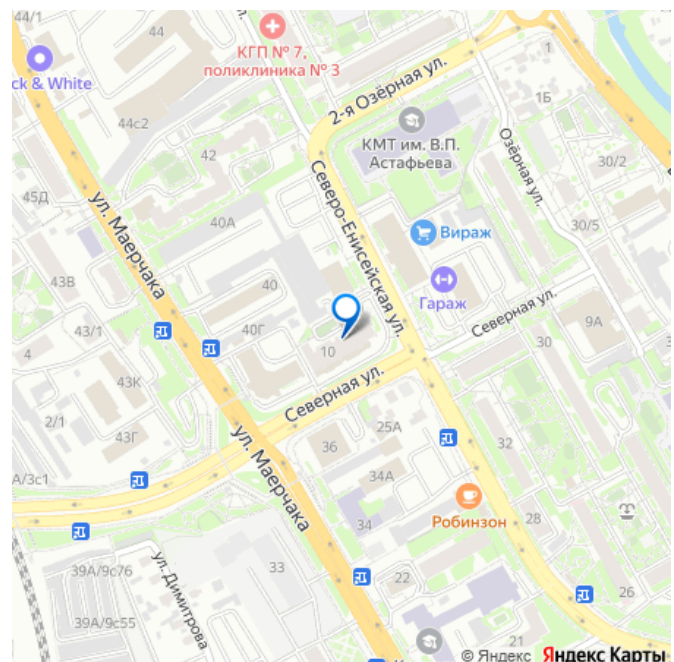 44/1
44
КГП № 7,
поликлиника № 3
ck & White
2-я Озёрная ул.
1
1Б
44с2
КМТ им. В.П.
Астафьева
42
Озёрная ул.
30/2
45Д
ул. Маерчака
Северо-Енисейская ул.
40А
Вираж
30/5
43В
40
Гараж
43/1
40Г
Северная ул.
9А
4
10
30
43К
Северная ул.
2/1
43Г
ул. Маерчака
36
25А
32
А/3с1
34А
34
Робинзон
28
39А/9с76
ул. Димитрова
33
22
26
39А/9с55
21
© Яндекс Яндекс Карты